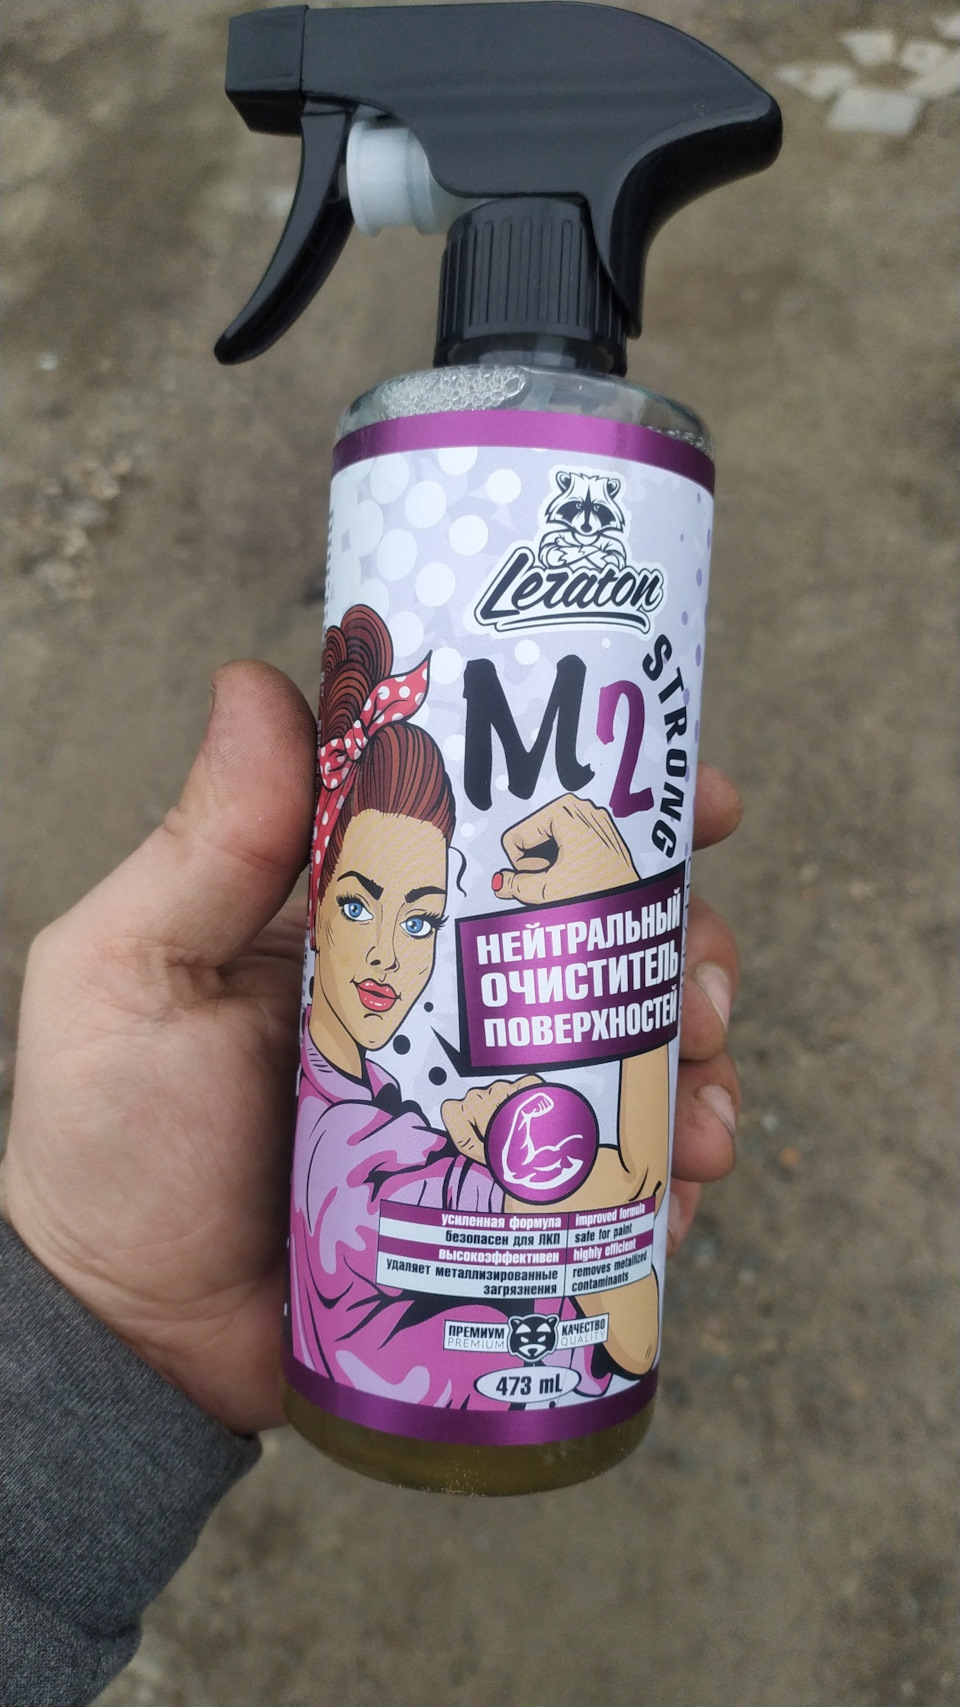 Leraton
M2
STRONG
НЕЙТРАЛЬНЫЙ
ОЧИСТИТЕЛЬ
ПОВЕРХНОСТЕЙ
усиленная формула improved formula
безопасен для ЛКП safe for paint
высокоэффективен highly efficient
удаляет металлизированные removes metallized
загрязнения contaminants
ПРЕМИУМ КАЧЕСТВО
PREMIUM QUALITY
473 mL